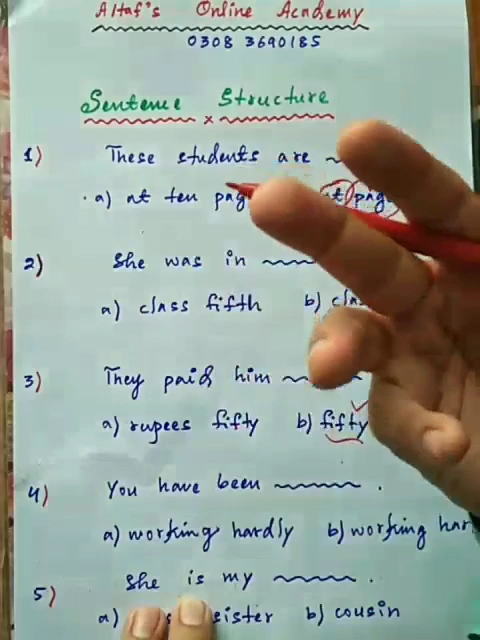 Altaf's Online Academy
0308 3690185
Sentence Structure
1) These students are
a) at ten
2) She was in
a) class fifth b)
3) They paid him
a) rupees fifty b) fifty
4) You have been .
a) working hardly b) working
5) She is my .
a) sister b) cousin